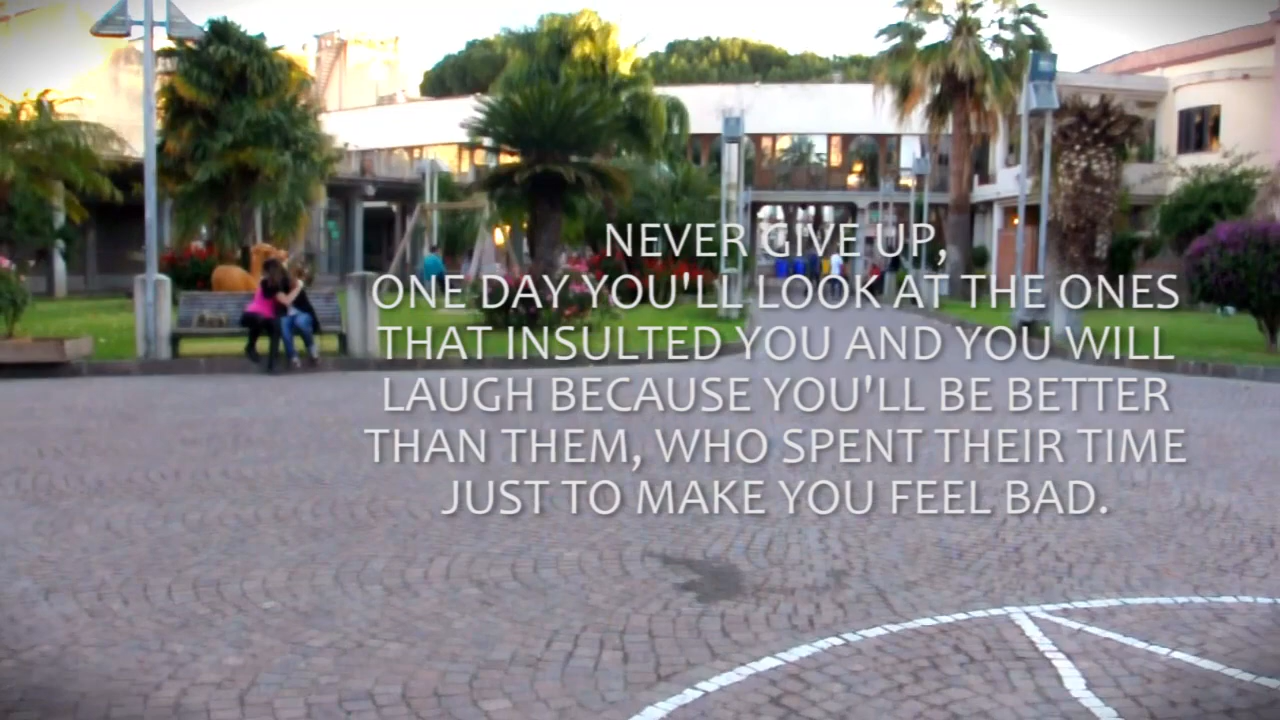 NEVER GIVE UP,
ONE DAY YOU'LL LOOK AT THE ONES
THAT INSULTED YOU AND YOU WILL
LAUGH BECAUSE YOU'LL BE BETTER
THAN THEM, WHO SPENT THEIR TIME
JUST TO MAKE YOU FEEL BAD.